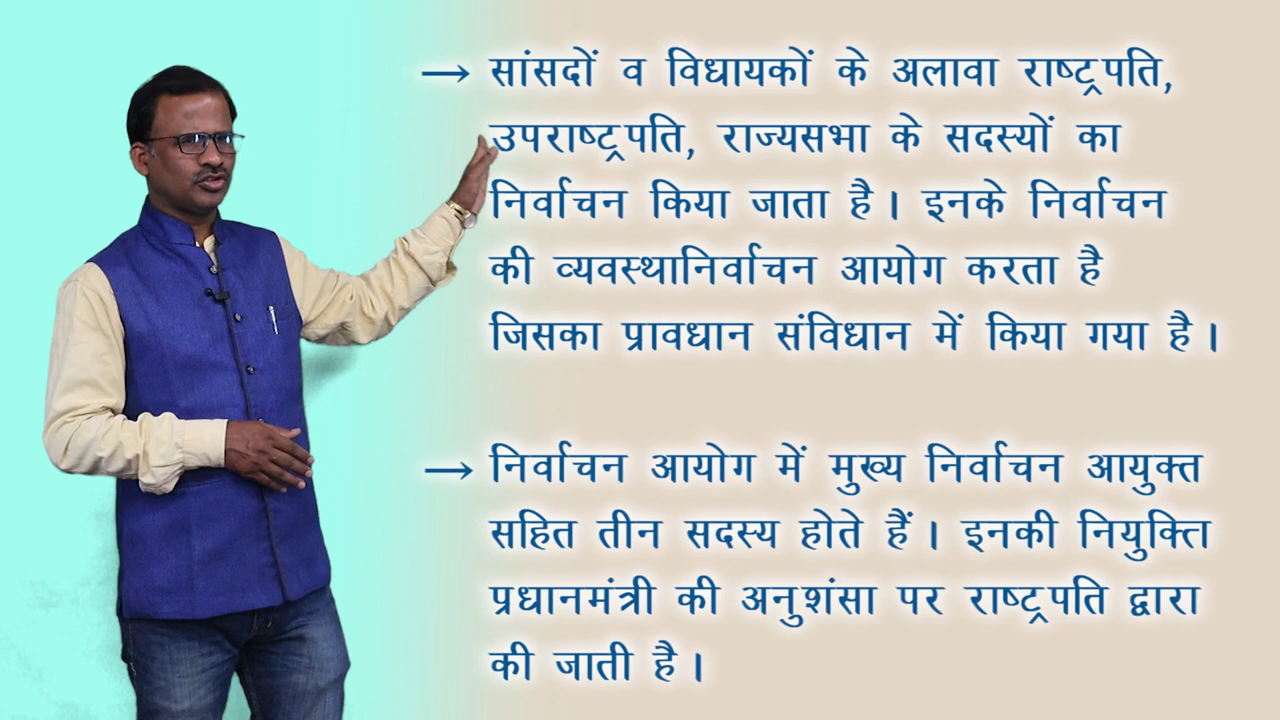 → सांसदों व विधायकों के अलावा राष्ट्रपति,
उपराष्ट्रपति, राज्यसभा के सदस्यों का
निर्वाचन किया जाता है। इनके निर्वाचन
की व्यवस्थानिर्वाचन आयोग करता है
जिसका प्रावधान संविधान में किया गया है।
→ निर्वाचन आयोग में मुख्य निर्वाचन आयुक्त
सहित तीन सदस्य होते हैं। इनकी नियुक्ति
प्रधानमंत्री की अनुशंसा पर राष्ट्रपति द्वारा
की जाती है।